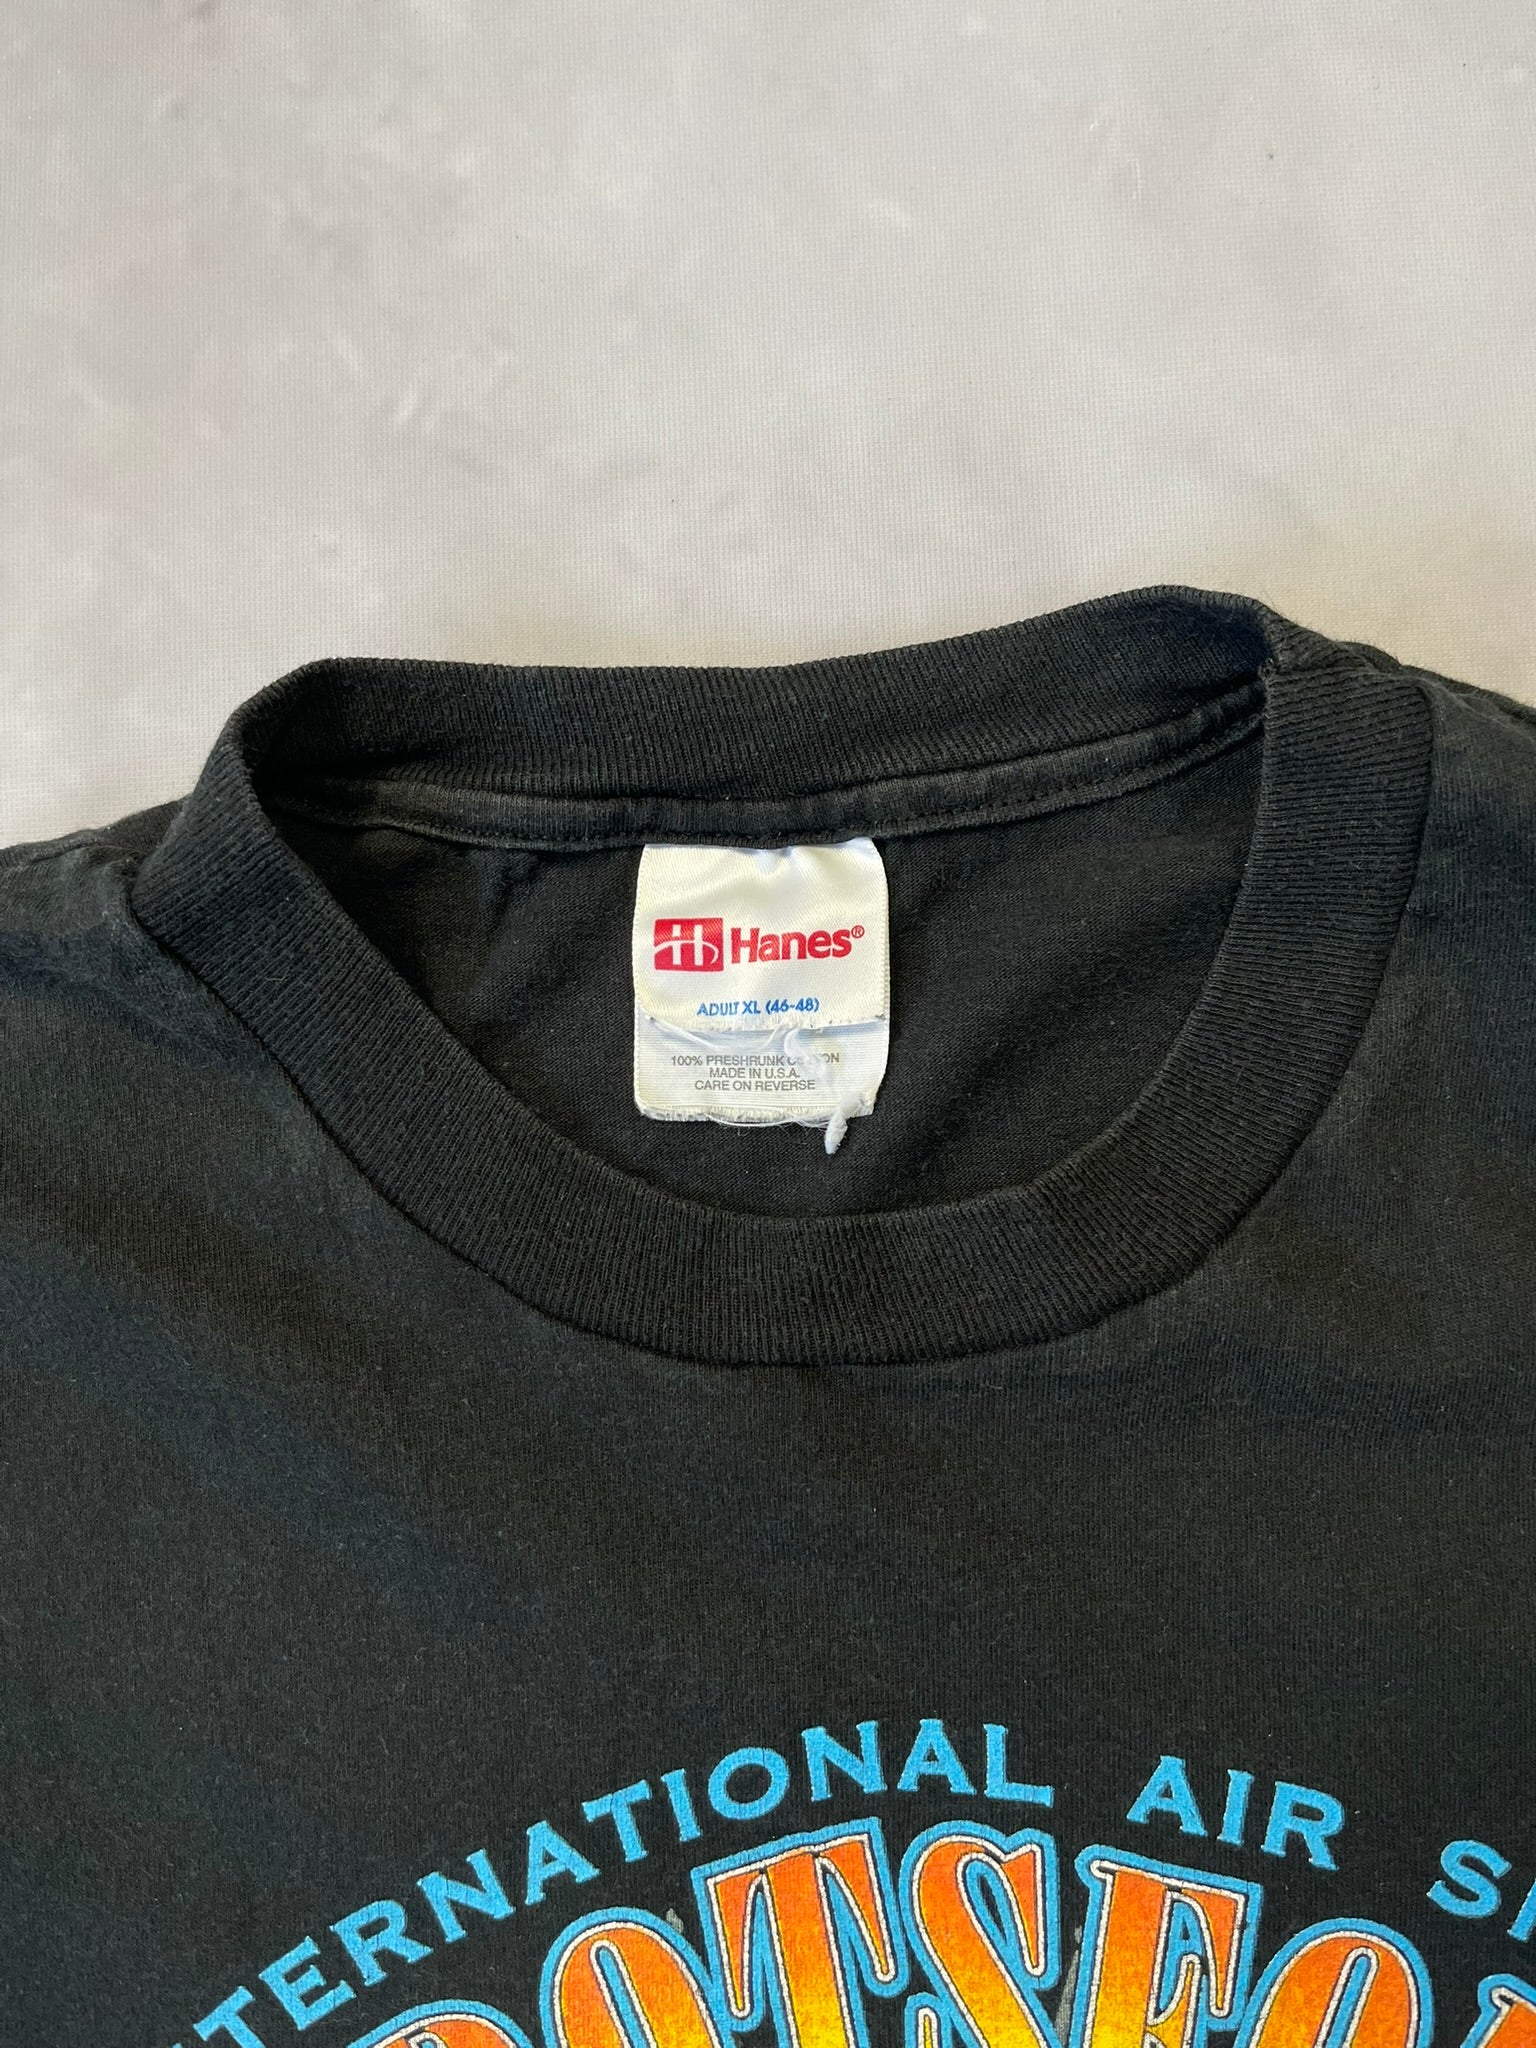 Hanes®
ADULT XL (46-48)
100% PRESHRUNK COTTON
MADE IN U.S.A.
CARE ON REVERSE
INTERNATIONAL AIR